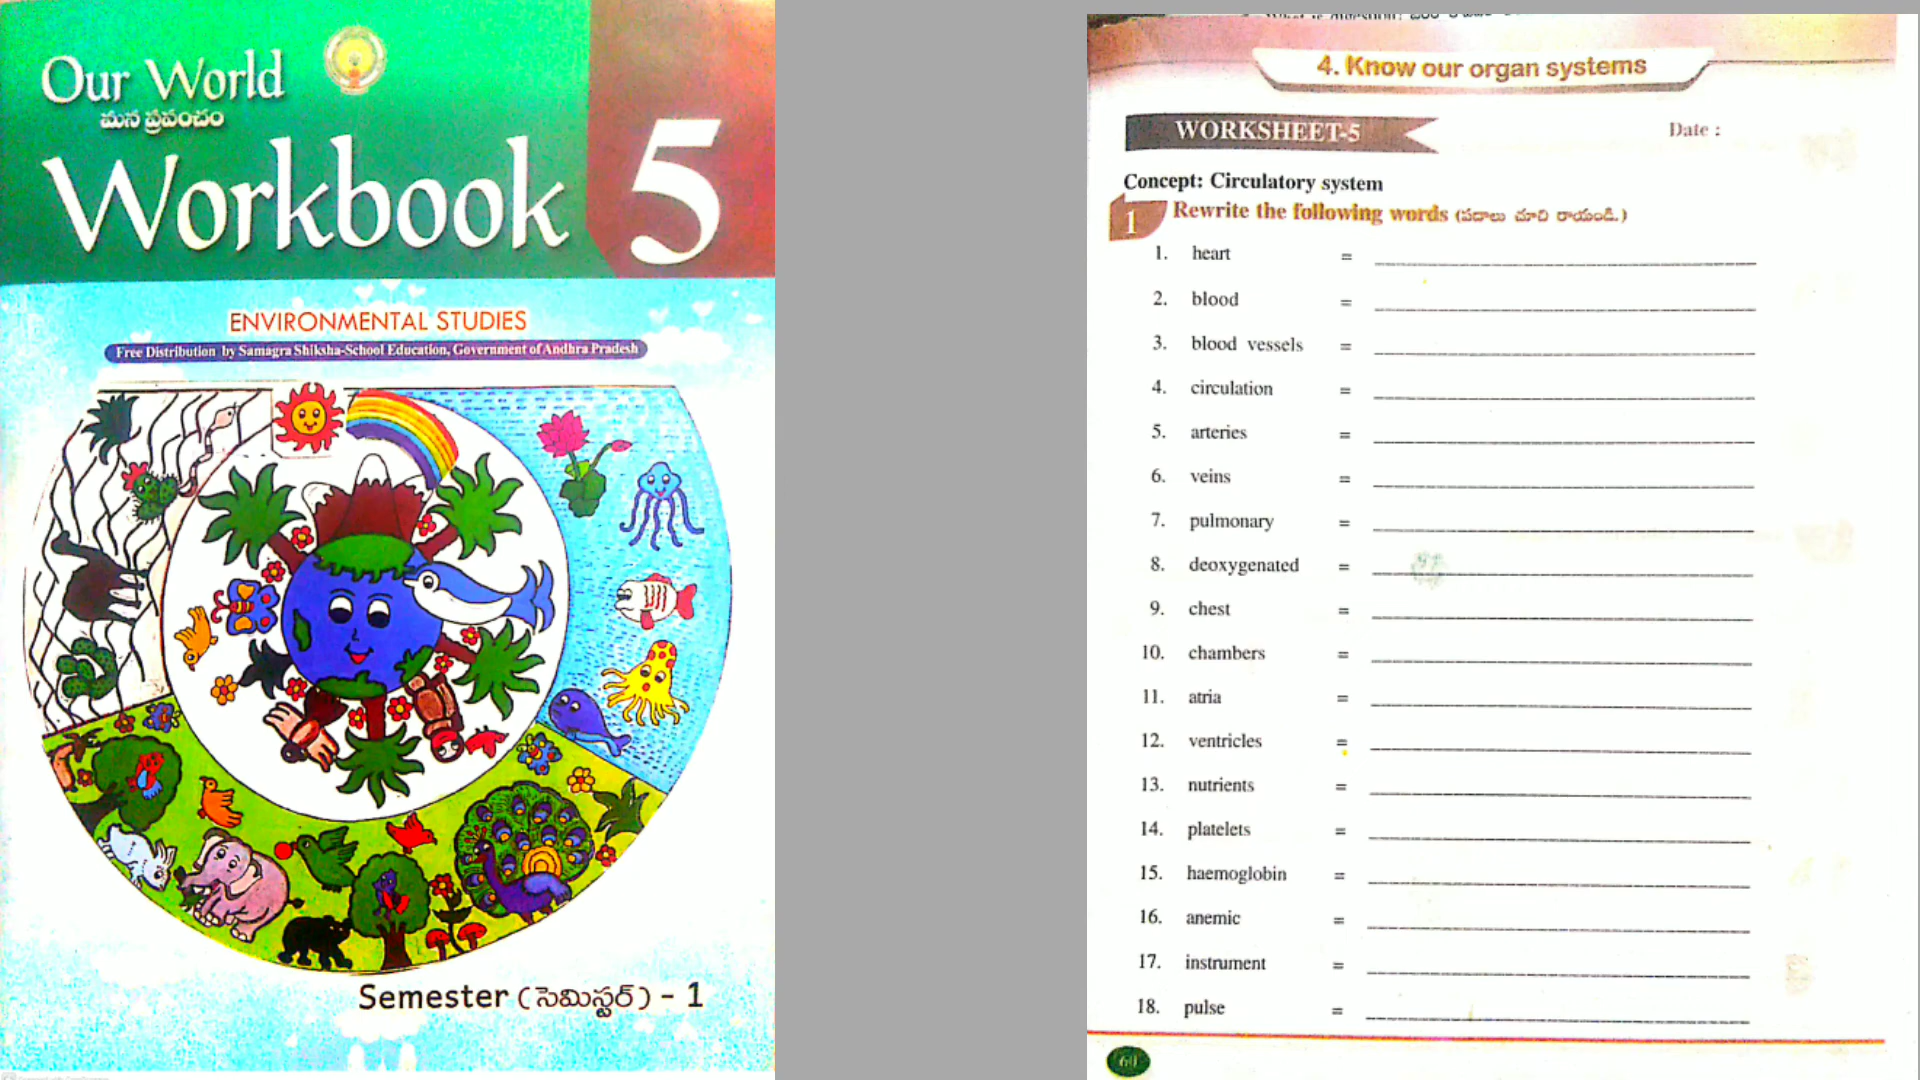 Our World
మన ప్రపంచం
Workbook 5
ENVIRONMENTAL STUDIES
Free Distribution by Samagra Shiksha-School Education, Government of Andhra Pradesh
Semester (సెమిస్టర్) - 1
4. Know our organ systems
WORKSHEET-5
Date :
Concept: Circulatory system
1 Rewrite the following words (పదాలు చూచి రాయండి.)
1. heart =
2. blood =
3. blood vessels =
4. circulation =
5. arteries =
6. veins =
7. pulmonary =
8. deoxygenated =
9. chest =
10. chambers =
11. atria =
12. ventricles =
13. nutrients =
14. platelets =
15. haemoglobin =
16. anemic =
17. instrument =
18. pulse =
60